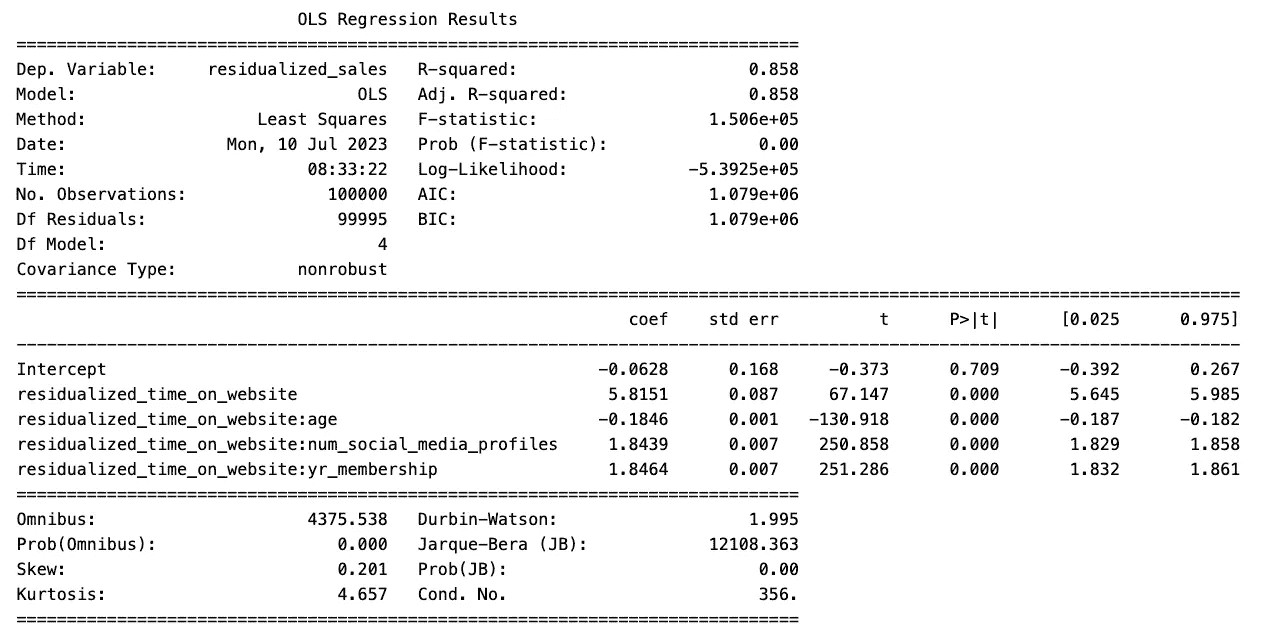 OLS Regression Results
==============================================================================
Dep. Variable: residualized_sales R-squared: 0.858
Model: OLS Adj. R-squared: 0.858
Method: Least Squares F-statistic: 1.506e+05
Date: Mon, 10 Jul 2023 Prob (F-statistic): 0.00
Time: 08:33:22 Log-Likelihood: -5.3925e+05
No. Observations: 100000 AIC: 1.079e+06
Df Residuals: 99995 BIC: 1.079e+06
Df Model: 4
Covariance Type: nonrobust
==========================================================================================================================
coef std err t P>|t| [0.025 0.975]
--------------------------------------------------------------------------------------------------------------------------
Intercept -0.0628 0.168 -0.373 0.709 -0.392 0.267
residualized_time_on_website 5.8151 0.087 67.147 0.000 5.645 5.985
residualized_time_on_website:age -0.1846 0.001 -130.918 0.000 -0.187 -0.182
residualized_time_on_website:num_social_media_profiles 1.8439 0.007 250.858 0.000 1.829 1.858
residualized_time_on_website:yr_membership 1.8464 0.007 251.286 0.000 1.832 1.861
==============================================================================
Omnibus: 4375.538 Durbin-Watson: 1.995
Prob(Omnibus): 0.000 Jarque-Bera (JB): 12108.363
Skew: 0.201 Prob(JB): 0.00
Kurtosis: 4.657 Cond. No. 356.
==============================================================================